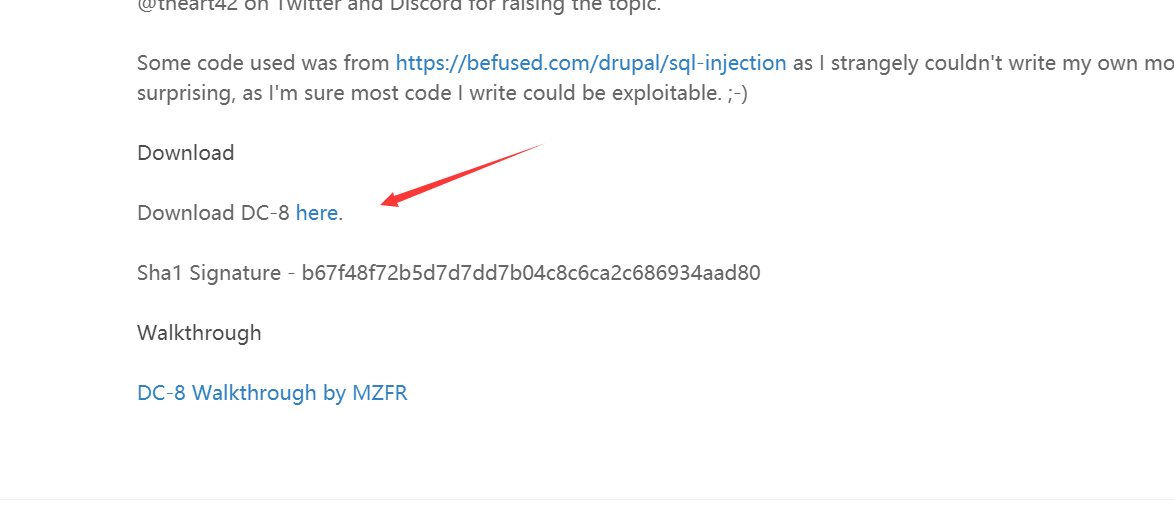 @theart42 on Twitter and Discord for raising the topic.
Some code used was from https://befused.com/drupal/sql-injection as I strangely couldn't write my own mo
surprising, as I'm sure most code I write could be exploitable. ;-)
Download
Download DC-8 here.
Sha1 Signature - b67f48f72b5d7d7dd7b04c8c6ca2c686934aad80
Walkthrough
DC-8 Walkthrough by MZFR